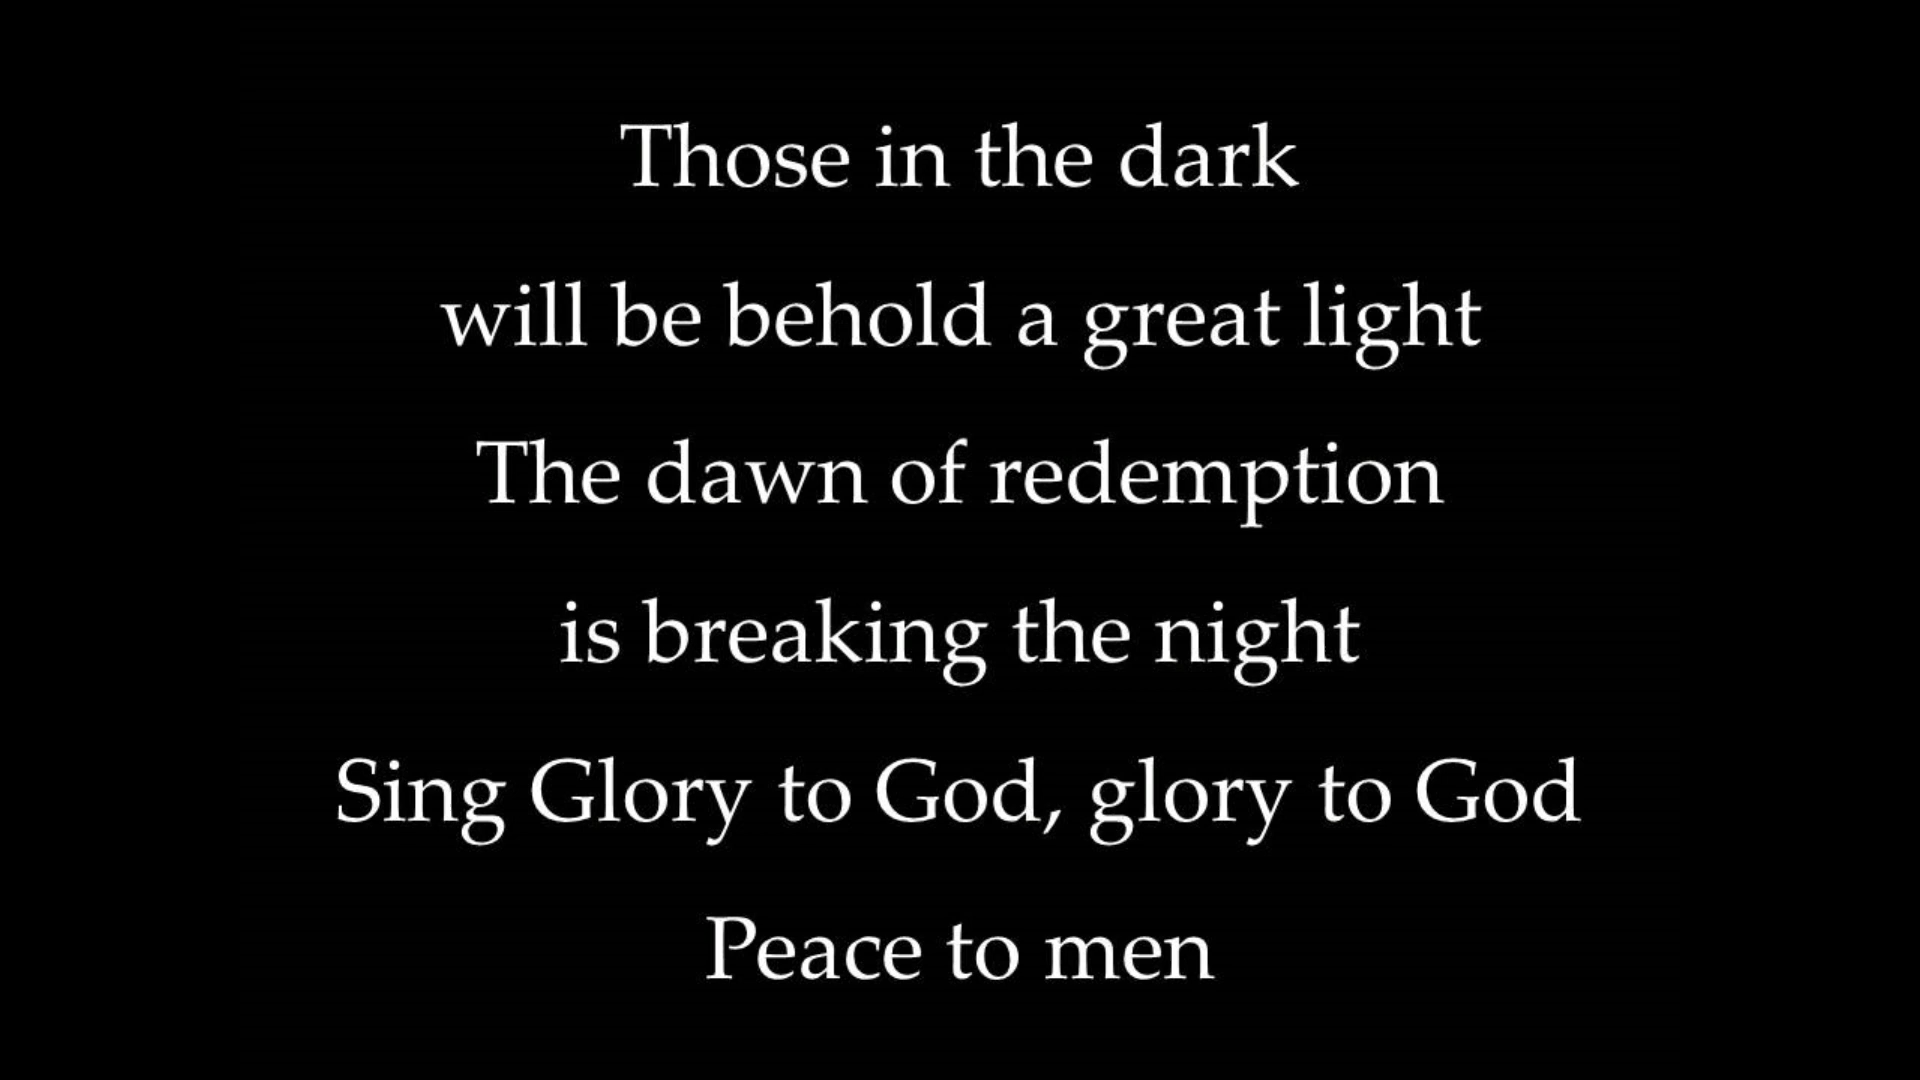 Those in the dark
will be behold a great light
The dawn of redemption
is breaking the night
Sing Glory to God, glory to God
Peace to men